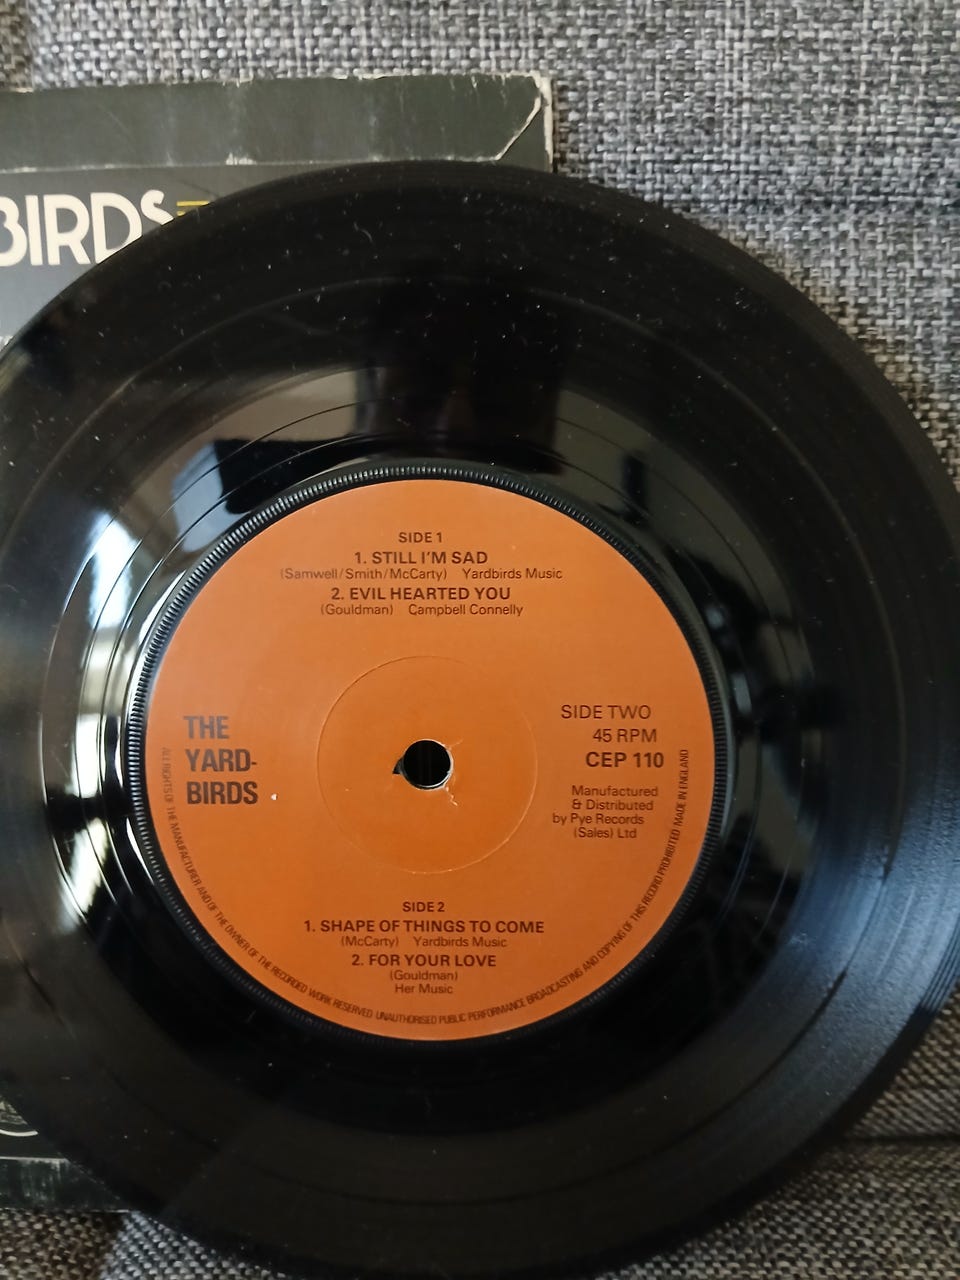 BIRDS
SIDE 1
1. STILL I'M SAD
(Samwell/Smith/McCarty) Yardbirds Music
2. EVIL HEARTED YOU
(Gouldman) Campbell Connelly
THE
YARD-
BIRDS
SIDE TWO
45 RPM
CEP 110
Manufactured
& Distributed
by Pye Records
(Sales) Ltd
SIDE 2
1. SHAPE OF THINGS TO COME
(McCarty) Yardbirds Music
2. FOR YOUR LOVE
(Gouldman)
Her Music
ALL RIGHTS OF THE MANUFACTURER AND OF THE OWNER OF THE RECORDED WORK RESERVED UNAUTHORISED PUBLIC PERFORMANCE BROADCASTING AND COPYING OF THIS RECORD PROHIBITED MADE IN ENGLAND